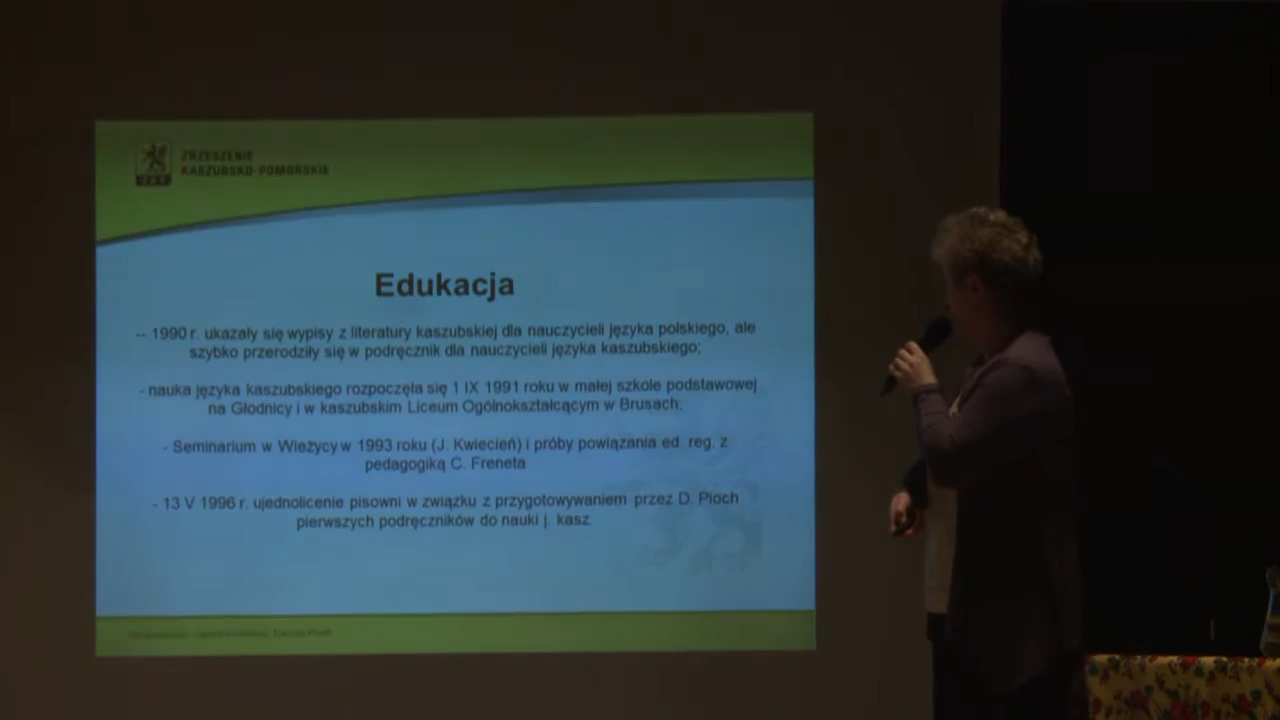 ZRZESZENIE
KASZUBSKO-POMORSKIE
Edukacja
-- 1990 r. ukazały się wypisy z literatury kaszubskiej dla nauczycieli języka polskiego, ale
szybko przerodziły się w podręcznik dla nauczycieli języka kaszubskiego;
- nauka języka kaszubskiego rozpoczęła się 1 IX 1991 roku w małej szkole podstawowej
na Głodnicy i w kaszubskim Liceum Ogólnokształcącym w Brusach;
- Seminarium w Wieżycy w 1993 roku (J. Kwiecień) i próby powiązania ed. reg. z
pedagogiką C. Freneta
- 13 V 1996 r. ujednolicenie pisowni w związku z przygotowywaniem przez D. Pioch
pierwszych podręczników do nauki j. kasz.